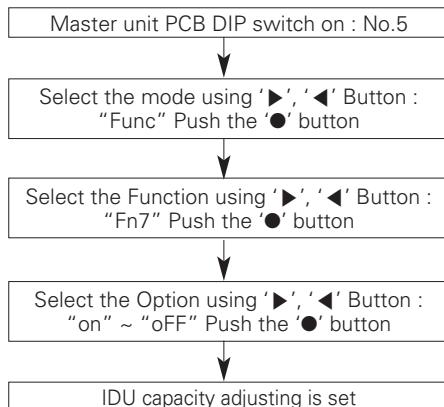 Master unit PCB DIP switch on : No.5
Select the mode using ‘▶’, ‘◀’ Button :
“Func” Push the ‘●’ button
Select the Function using ‘▶’, ‘◀’ Button :
“Fn7” Push the ‘●’ button
Select the Option using ‘▶’, ‘◀’ Button :
“on” ~ “oFF” Push the ‘●’ button
IDU capacity adjusting is set